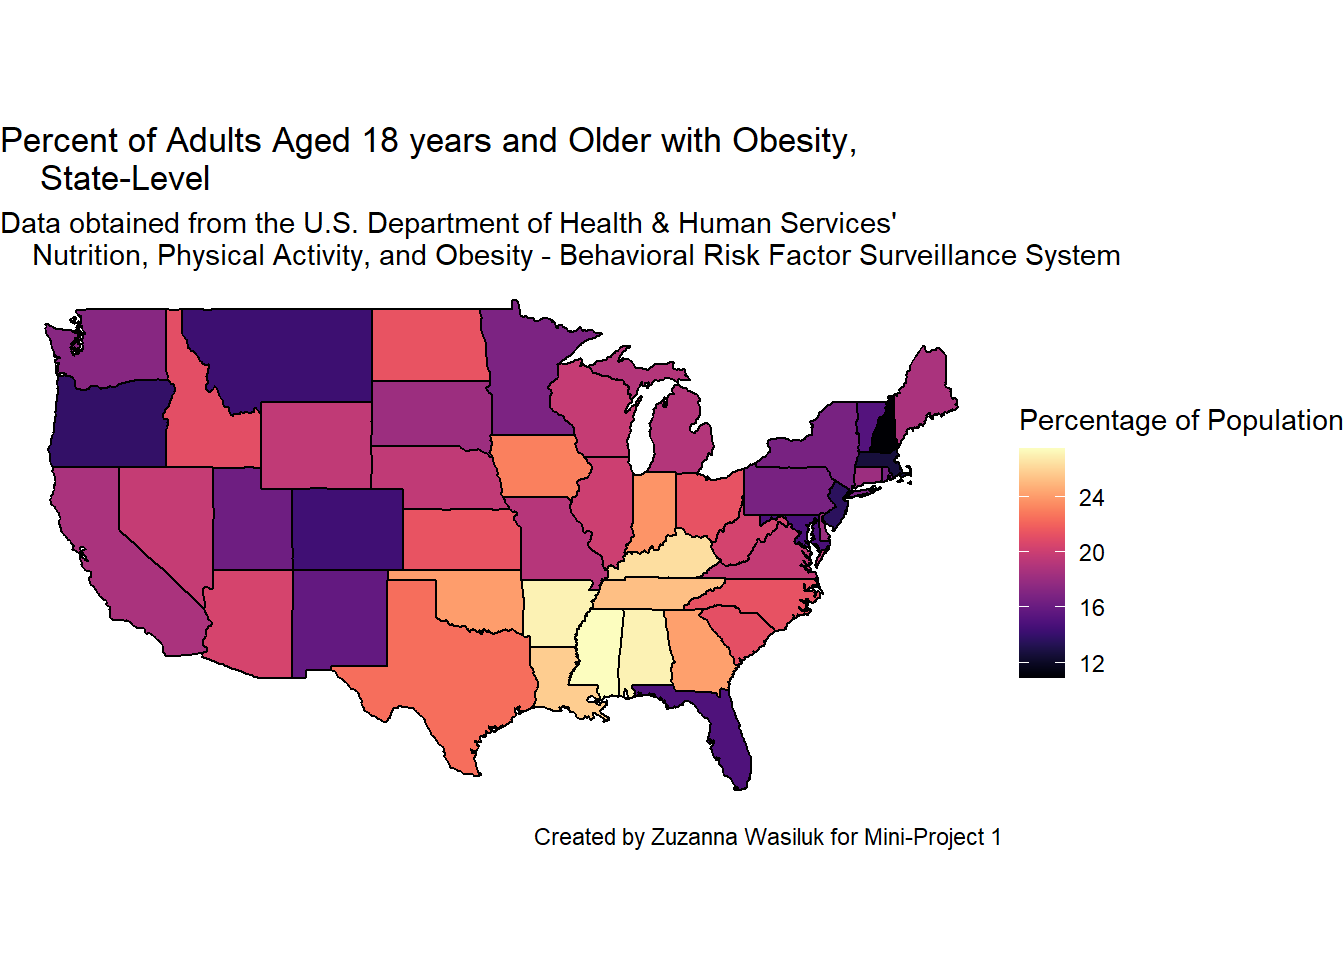 Percent of Adults Aged 18 years and Older with Obesity,
State-Level
Data obtained from the U.S. Department of Health & Human Services'
Nutrition, Physical Activity, and Obesity - Behavioral Risk Factor Surveillance System
Percentage of Population
24
20
16
12
Created by Zuzanna Wasiluk for Mini-Project 1